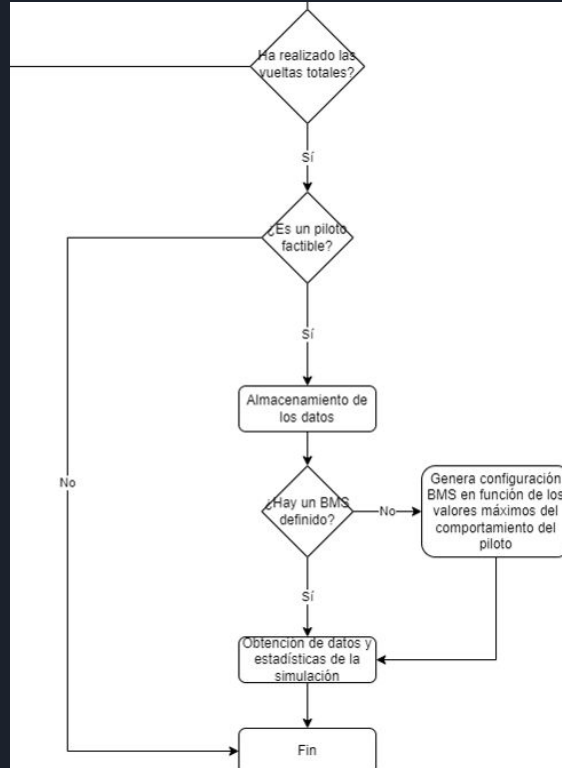 Ha realizado las
vueltas totales?
Sí
¿Es un piloto
factible?
Sí
Almacenamiento de
los datos
No
¿Hay un BMS
definido?
No
Genera configuración
BMS en función de los
valores máximos del
comportamiento del
piloto
Sí
Obtención de datos y
estadísticas de la
simulación
Fin